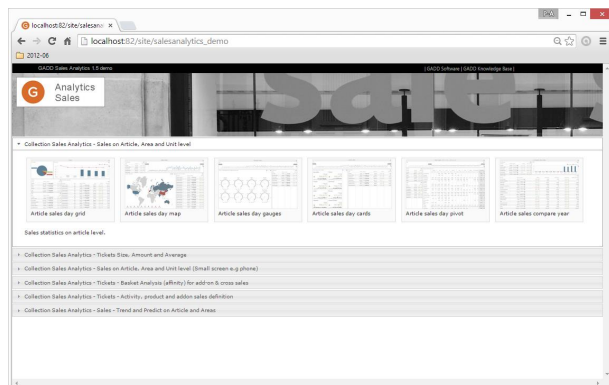 localhost:82/site/salesana
localhost:82/site/salesanalytics_demo
2012-06
GADD Sales Analytics 1.5 demo
| GADD Software | GADD Knowledge Base |
G
Analytics
Sales
sale
Collection Sales Analytics - Sales on Article, Area and Unit level
Article sales day grid
Article sales day map
Article sales day gauges
Article sales day cards
Article sales day pivot
Article sales compare year
Sales statistics on article level.
Collection Sales Analytics - Tickets Size, Amount and Average
Collection Sales Analytics - Sales on Article, Area and Unit level (Small screen e.g phone)
Collection Sales Analytics - Tickets - Basket Analysis (affinity) for add-on & cross sales
Collection Sales Analytics - Tickets - Activity, product and addon sales definition
Collection Sales Analytics - Sales - Trend and Predict on Article and Areas